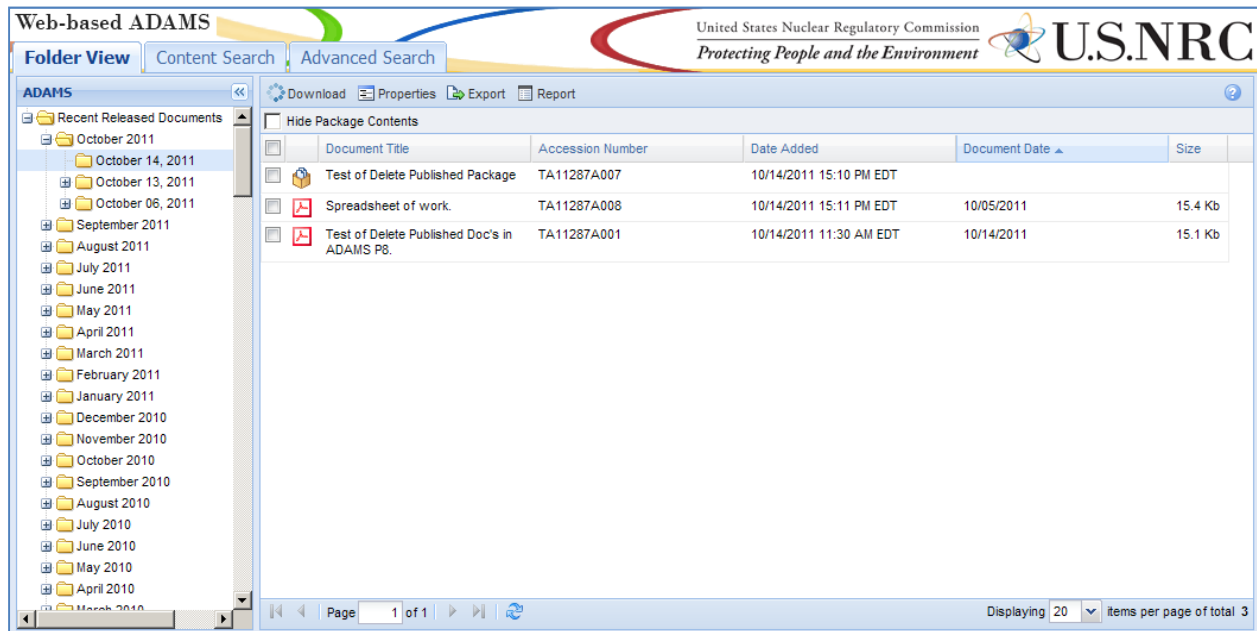 Web-based ADAMS
United States Nuclear Regulatory Commission
Protecting People and the Environment
U.S.NRC
Folder View Content Search Advanced Search
ADAMS
Download Properties Export Report
Hide Package Contents
Recent Released Documents
October 2011
October 14, 2011
October 13, 2011
October 06, 2011
September 2011
August 2011
July 2011
June 2011
May 2011
April 2011
March 2011
February 2011
January 2011
December 2010
November 2010
October 2010
September 2010
August 2010
July 2010
June 2010
May 2010
April 2010
March 2010
Document Title Accession Number Date Added Document Date Size
Test of Delete Published Package TA11287A007 10/14/2011 15:10 PM EDT
Spreadsheet of work. TA11287A008 10/14/2011 15:11 PM EDT 10/05/2011 15.4 Kb
Test of Delete Published Doc's in TA11287A001 10/14/2011 11:30 AM EDT 10/14/2011 15.1 Kb
ADAMS P8.
Page 1 of 1
Displaying 20 items per page of total 3